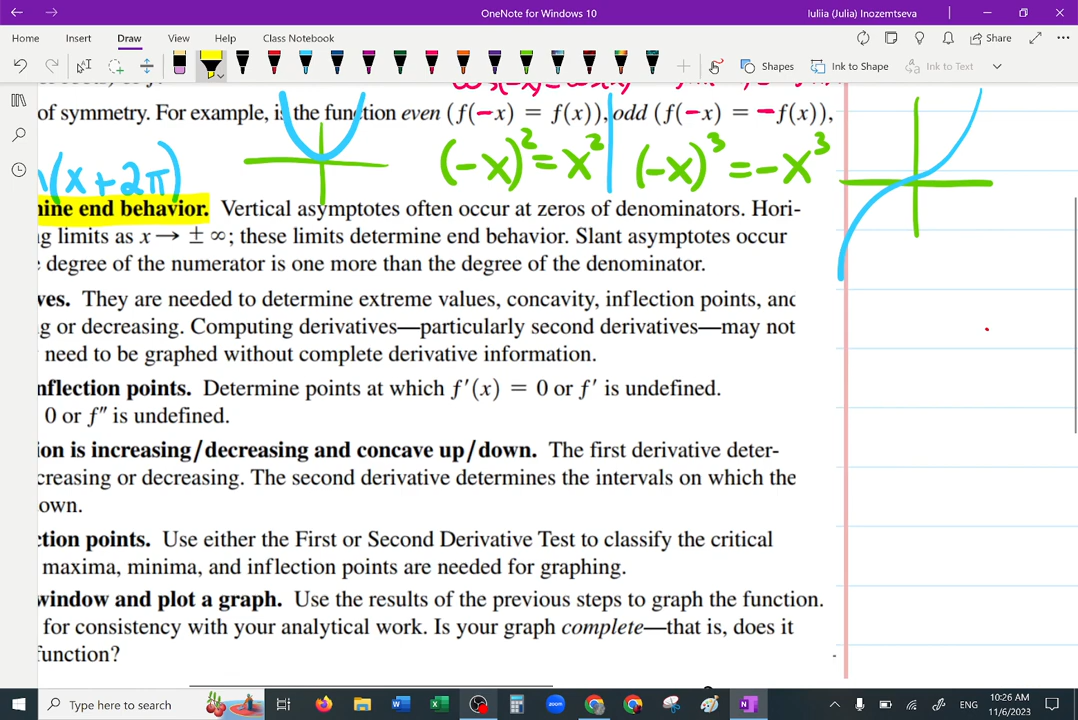 OneNote for Windows 10
Iuliia (Julia) Inozemtseva
Home Insert Draw View Help Class Notebook
Share
Shapes Ink to Shape Ink to Text
of symmetry. For example, is the function even (f(−x) = f(x)), odd (f(−x) = −f(x)),
(x+2π)
(-x)² = x² (-x)³ = -x³
nine end behavior. Vertical asymptotes often occur at zeros of denominators. Hori-
g limits as x → ± ∞; these limits determine end behavior. Slant asymptotes occur
degree of the numerator is one more than the degree of the denominator.
ves. They are needed to determine extreme values, concavity, inflection points, and
g or decreasing. Computing derivatives—particularly second derivatives—may not
need to be graphed without complete derivative information.
nflection points. Determine points at which f′(x) = 0 or f′ is undefined.
0 or f″ is undefined.
ion is increasing/decreasing and concave up/down. The first derivative deter-
creasing or decreasing. The second derivative determines the intervals on which the
own.
ction points. Use either the First or Second Derivative Test to classify the critical
maxima, minima, and inflection points are needed for graphing.
window and plot a graph. Use the results of the previous steps to graph the function.
for consistency with your analytical work. Is your graph complete—that is, does it
function?
Type here to search
ENG
10:26 AM
11/6/2023